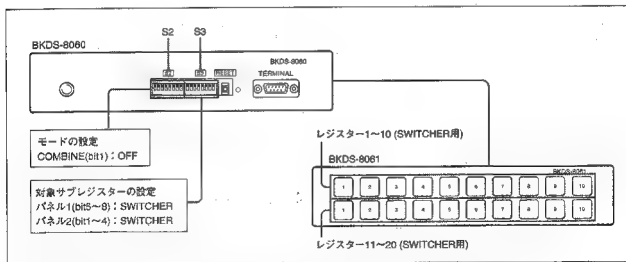 S2 S3
BKDS-8060
BKDS-8060
S2 S3 RESET TERMINAL
モードの設定
COMBINE(bit1):OFF
対象サブレジスターの設定
パネル1(bit5~8):SWITCHER
パネル2(bit1~4):SWITCHER
レジスター1~10 (SWITCHER用)
BKDS-8061
BKDS-8061
1 2 3 4 5 6 7 8 9 10
1 2 3 4 5 6 7 8 9 10
レジスター11~20 (SWITCHER用)